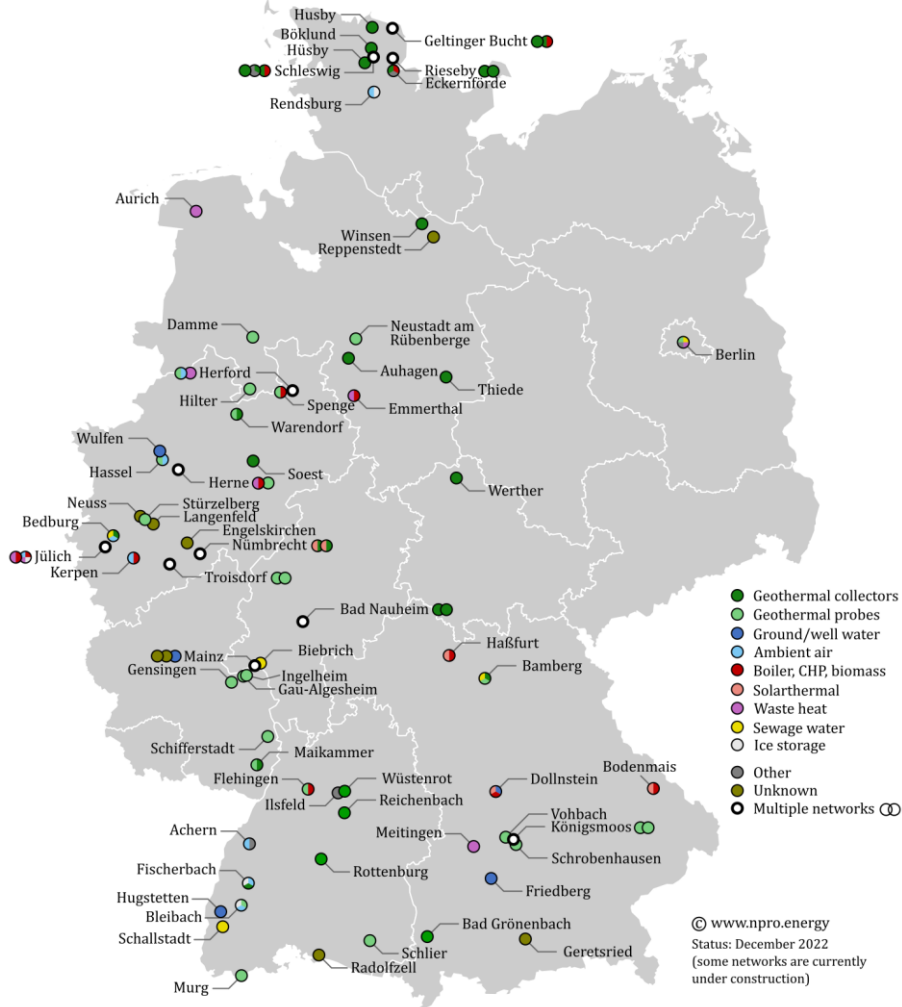 Husby
Böklund
Geltinger Bucht
Hüsby
Schleswig
Rieseby
Eckernförde
Rendsburg
Aurich
Winsen
Reppenstedt
Damme
Neustadt am
Rübenberge
Berlin
Auhagen
Herford
Thiede
Hilter
Spenge
Emmerthal
Warendorf
Wulfen
Hassel
Soest
Herne
Werther
Neuss
Stürzelberg
Langenfeld
Bedburg
Engelskirchen
Nümbrecht
Jülich
Kerpen
Troisdorf
Bad Nauheim
Haßfurt
Mainz
Biebrich
Gensingen
Ingelheim
Gau-Algesheim
Bamberg
Geothermal collectors
Geothermal probes
Ground/well water
Ambient air
Boiler, CHP, biomass
Solarthermal
Waste heat
Sewage water
Ice storage
Other
Unknown
Multiple networks
Schifferstadt
Maikammer
Flehingen
Wüstenrot
Dollnstein
Bodenmais
Ilsfeld
Reichenbach
Vohbach
Achern
Meitingen
Königsmoos
Schrobenhausen
Fischerbach
Rottenburg
Friedberg
Hugstetten
Bleibach
Schallstadt
Bad Grönenbach
Schlier
Geretsried
Radolfzell
Murg
© www.npro.energy
Status: December 2022
(some networks are currently
under construction)